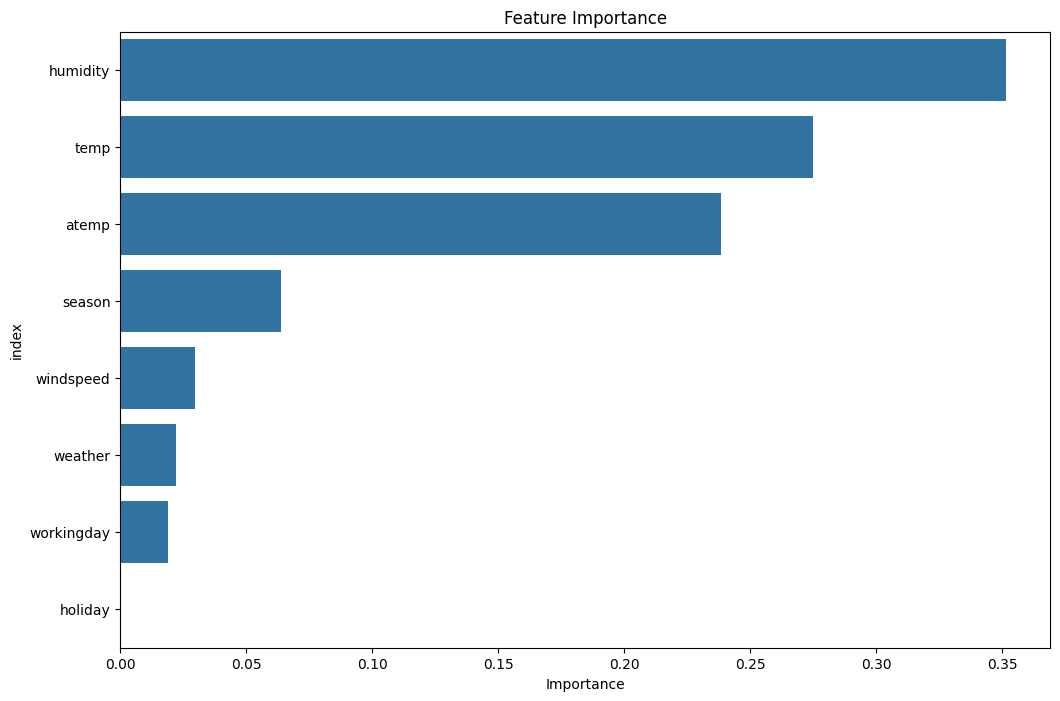 Feature Importance
humidity
temp
atemp
season
windspeed
weather
workingday
holiday
index
0.00 0.05 0.10 0.15 0.20 0.25 0.30 0.35
Importance